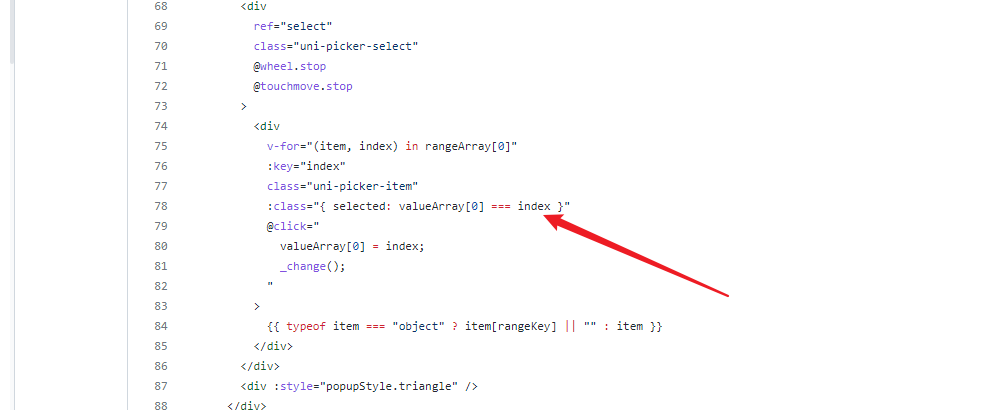 68 <div
69 ref="select"
70 class="uni-picker-select"
71 @wheel.stop
72 @touchmove.stop
73 >
74 <div
75 v-for="(item, index) in rangeArray[0]"
76 :key="index"
77 class="uni-picker-item"
78 :class="{ selected: valueArray[0] === index }"
79 @click="
80 valueArray[0] = index;
81 _change();
82 "
83 >
84 {{ typeof item === "object" ? item[rangeKey] || "" : item }}
85 </div>
86 </div>
87 <div :style="popupStyle.triangle" />
88 </div>